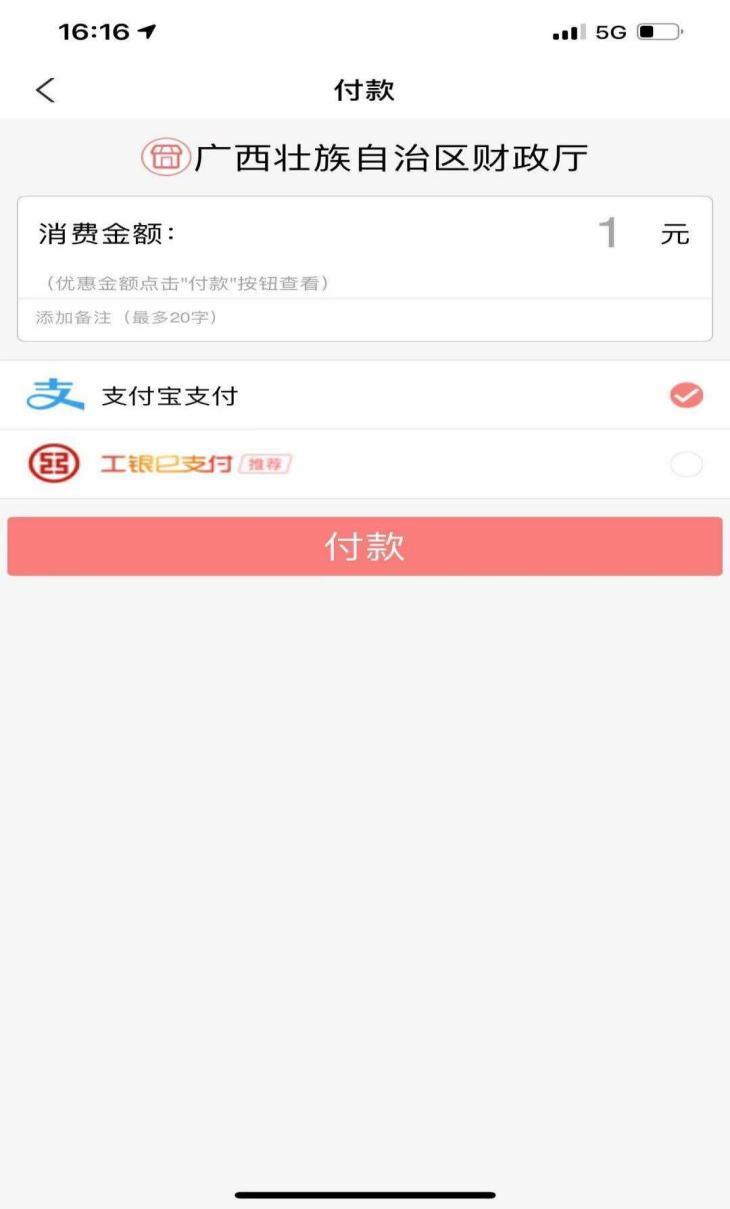 16:16 5G
付款
广西壮族自治区财政厅
消费金额: 1 元
(优惠金额点击"付款"按钮查看)
添加备注(最多20字)
支付宝支付
工银e支付 推荐
付款